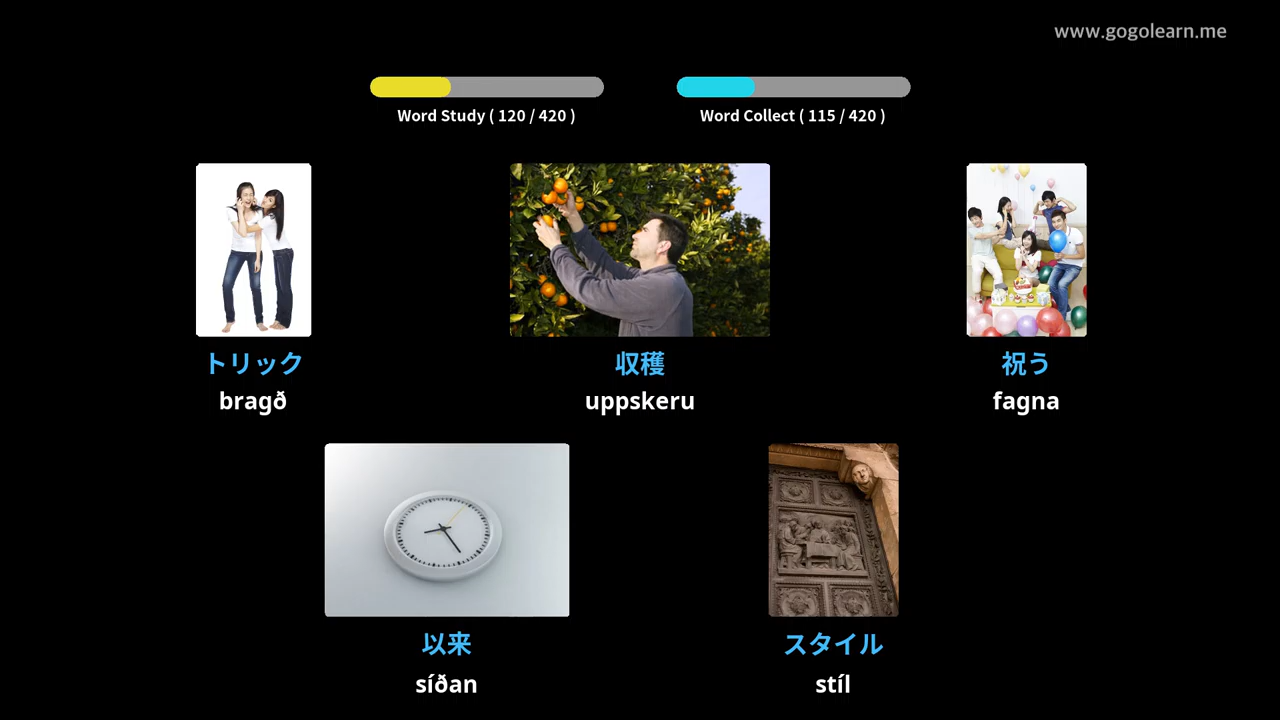 www.gogolearn.me
Word Study ( 120 / 420 )
Word Collect ( 115 / 420 )
トリック
bragð
収穫
uppskeru
祝う
fagna
以来
síðan
スタイル
stíl